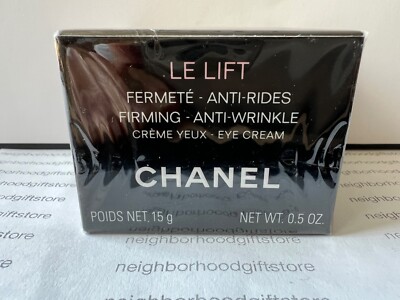 LE LIFT
FERMETÉ - ANTI-RIDES
FIRMING - ANTI-WRINKLE
CRÈME YEUX - EYE CREAM
CHANEL
POIDS NET. 15 g NET WT. 0.5 OZ.
neighborhoodgiftstore
neighborhoodgiftstore
neighborhoodgiftstore